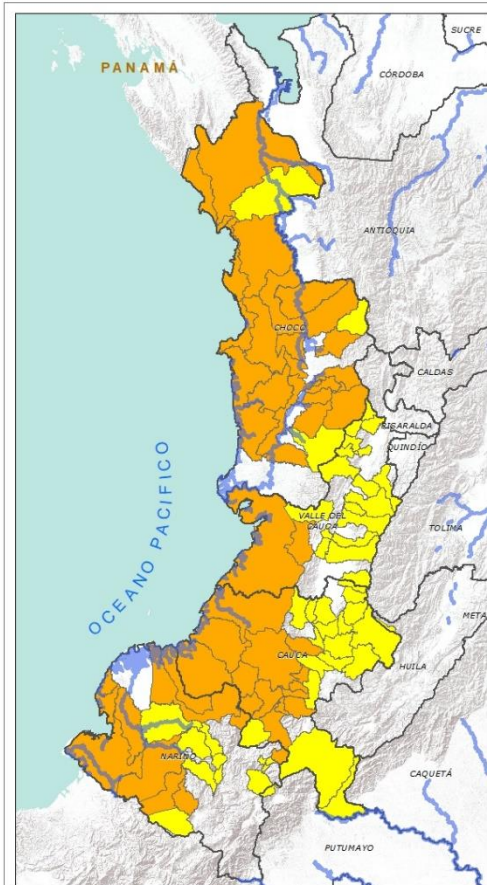 SUCRE
PANAMÁ
CÓRDOBA
ANTIOQUIA
CHOCÓ
CALDAS
RISARALDA
QUINDÍO
OCEANO PACIFICO
VALLE DEL
CAUCA
TOLIMA
META
CAUCA
HUILA
NARIÑO
CAQUETÁ
PUTUMAYO